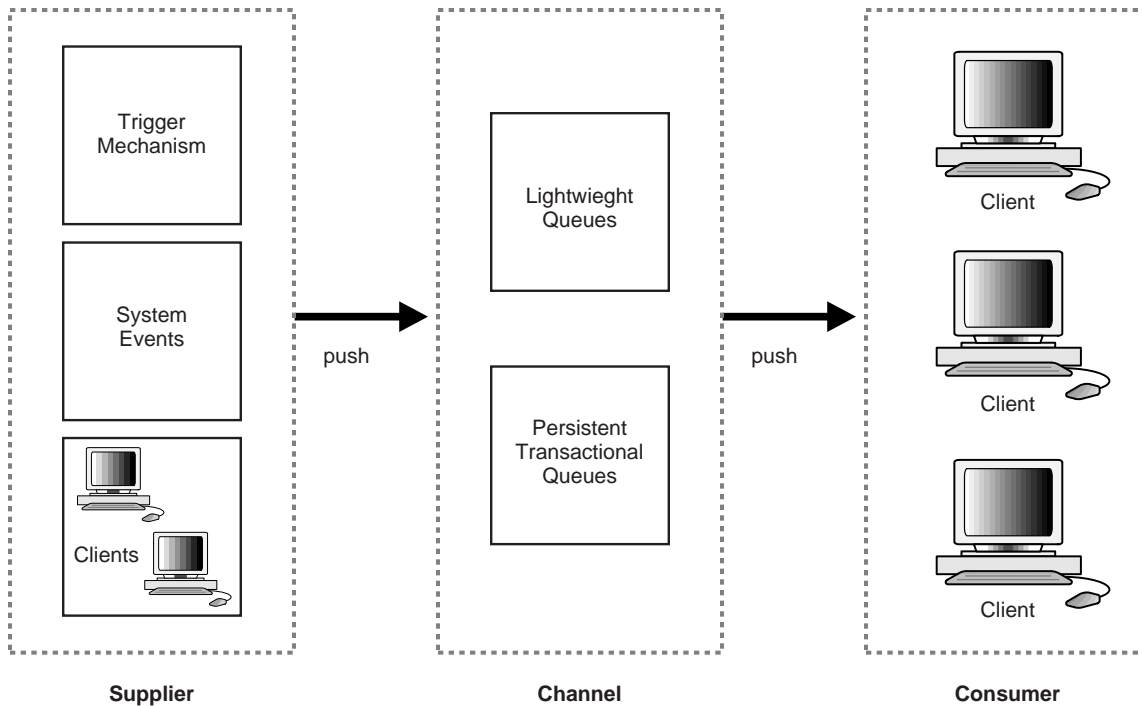 Trigger
Mechanism
System
Events
Clients
Supplier
push
Lightwieght
Queues
Persistent
Transactional
Queues
Channel
push
Client
Client
Client
Consumer